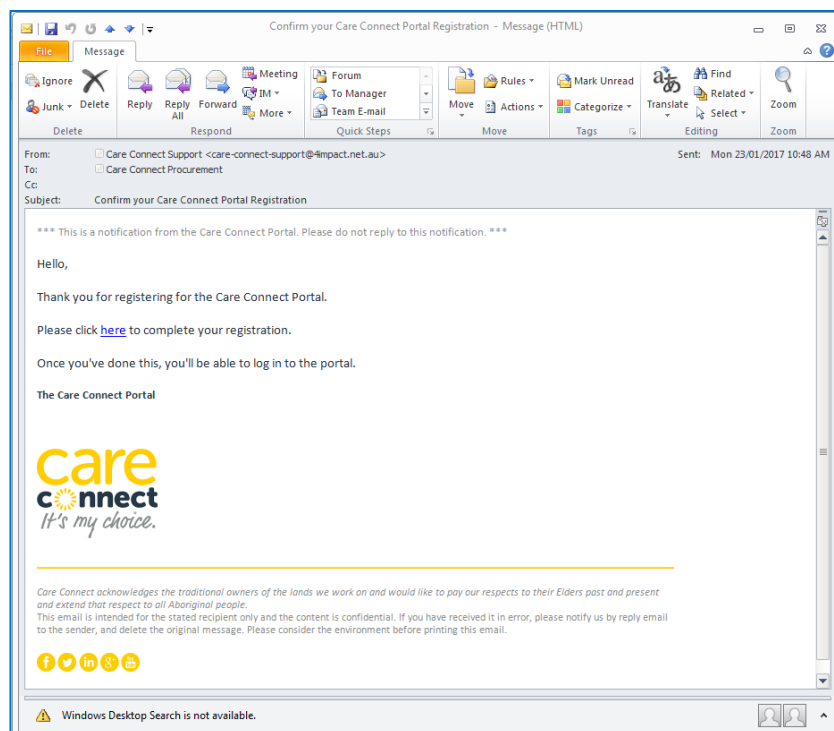 Confirm your Care Connect Portal Registration - Message (HTML)
File Message
Ignore
Junk
Delete
Reply
Reply All
Forward
Meeting
IM
More
Forum
To Manager
Team E-mail
Move
Rules
Actions
Mark Unread
Categorize
Translate
Find
Related
Select
Zoom
Delete Respond Quick Steps Move Tags Editing Zoom
From: Care Connect Support <care-connect-support@4impact.net.au> Sent: Mon 23/01/2017 10:48 AM
To: Care Connect Procurement
Cc:
Subject: Confirm your Care Connect Portal Registration
*** This is a notification from the Care Connect Portal. Please do not reply to this notification. ***
Hello,
Thank you for registering for the Care Connect Portal.
Please click here to complete your registration.
Once you've done this, you'll be able to log in to the portal.
The Care Connect Portal
care
connect
It's my choice.
Care Connect acknowledges the traditional owners of the lands we work on and would like to pay our respects to their Elders past and present
and extend that respect to all Aboriginal people.
This email is intended for the stated recipient only and the content is confidential. If you have received it in error, please notify us by reply email
to the sender, and delete the original message. Please consider the environment before printing this email.
Windows Desktop Search is not available.